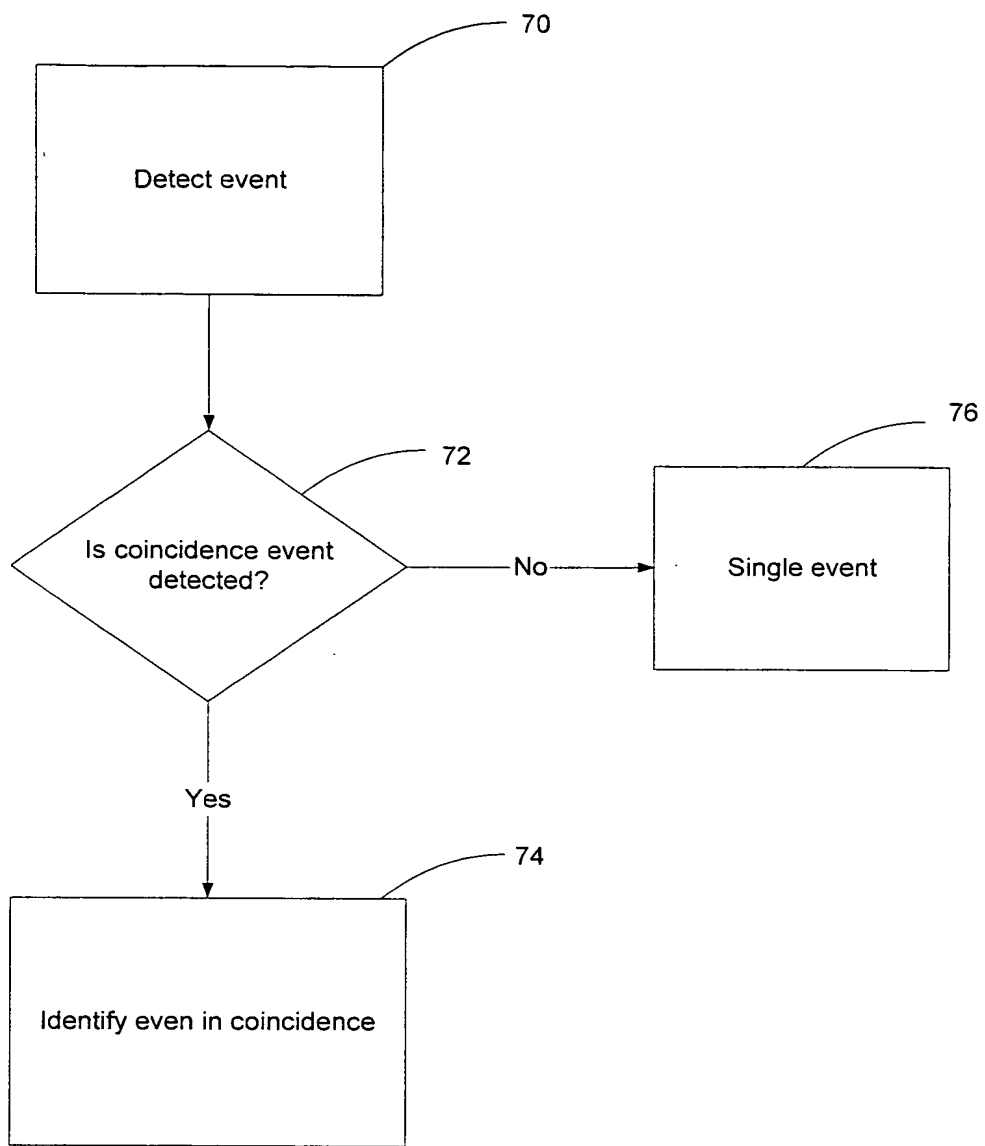 70
Detect event
72
Is coincidence event
detected?
No
76
Single event
Yes
74
Identify even in coincidence